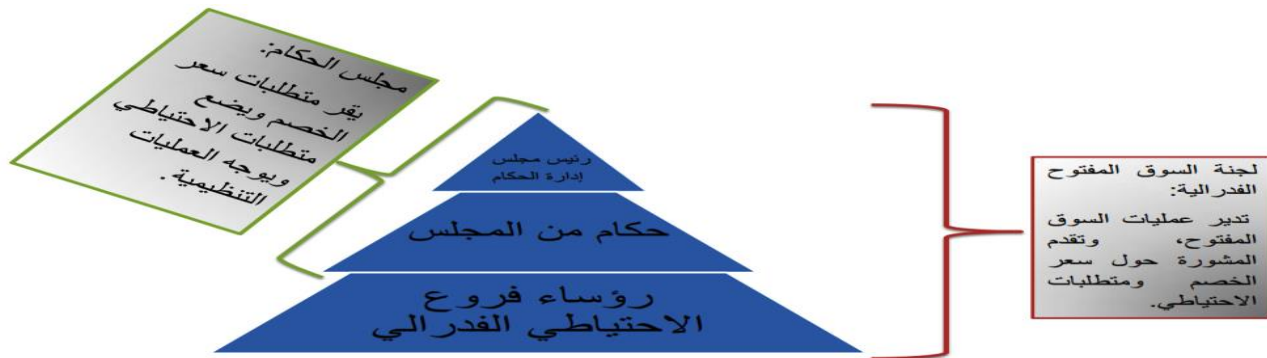 مجلس الحكام:
يقر متطلبات سعر
الخصم ويضع
متطلبات الاحتياطي
ويوجه العمليات
التنظيمية.
رئيس مجلس
إدارة الحكام
حكام من المجلس
رؤساء فروع
الاحتياطي الفدرالي
لجنة السوق المفتوح
الفدرالية:
تدير عمليات السوق
المفتوح، وتقدم
المشورة حول سعر
الخصم ومتطلبات
الاحتياطي.